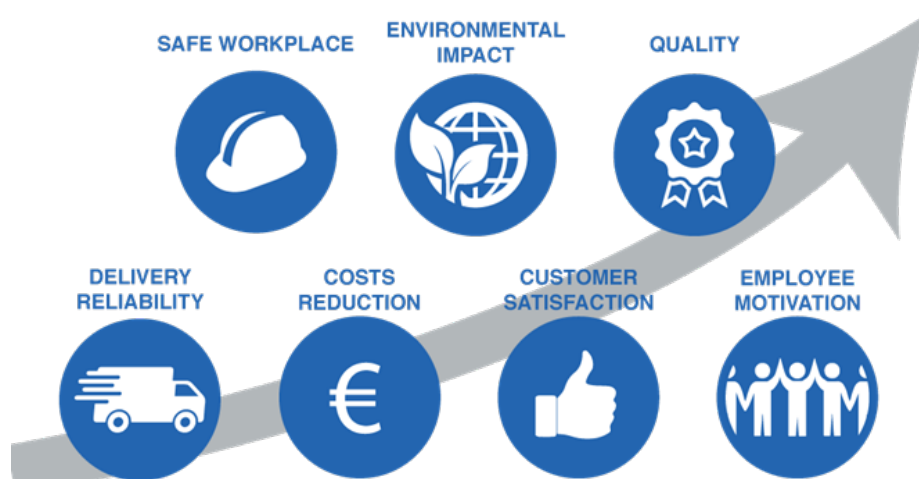 SAFE WORKPLACE
ENVIRONMENTAL
IMPACT
QUALITY
DELIVERY
RELIABILITY
COSTS
REDUCTION
€
CUSTOMER
SATISFACTION
EMPLOYEE
MOTIVATION